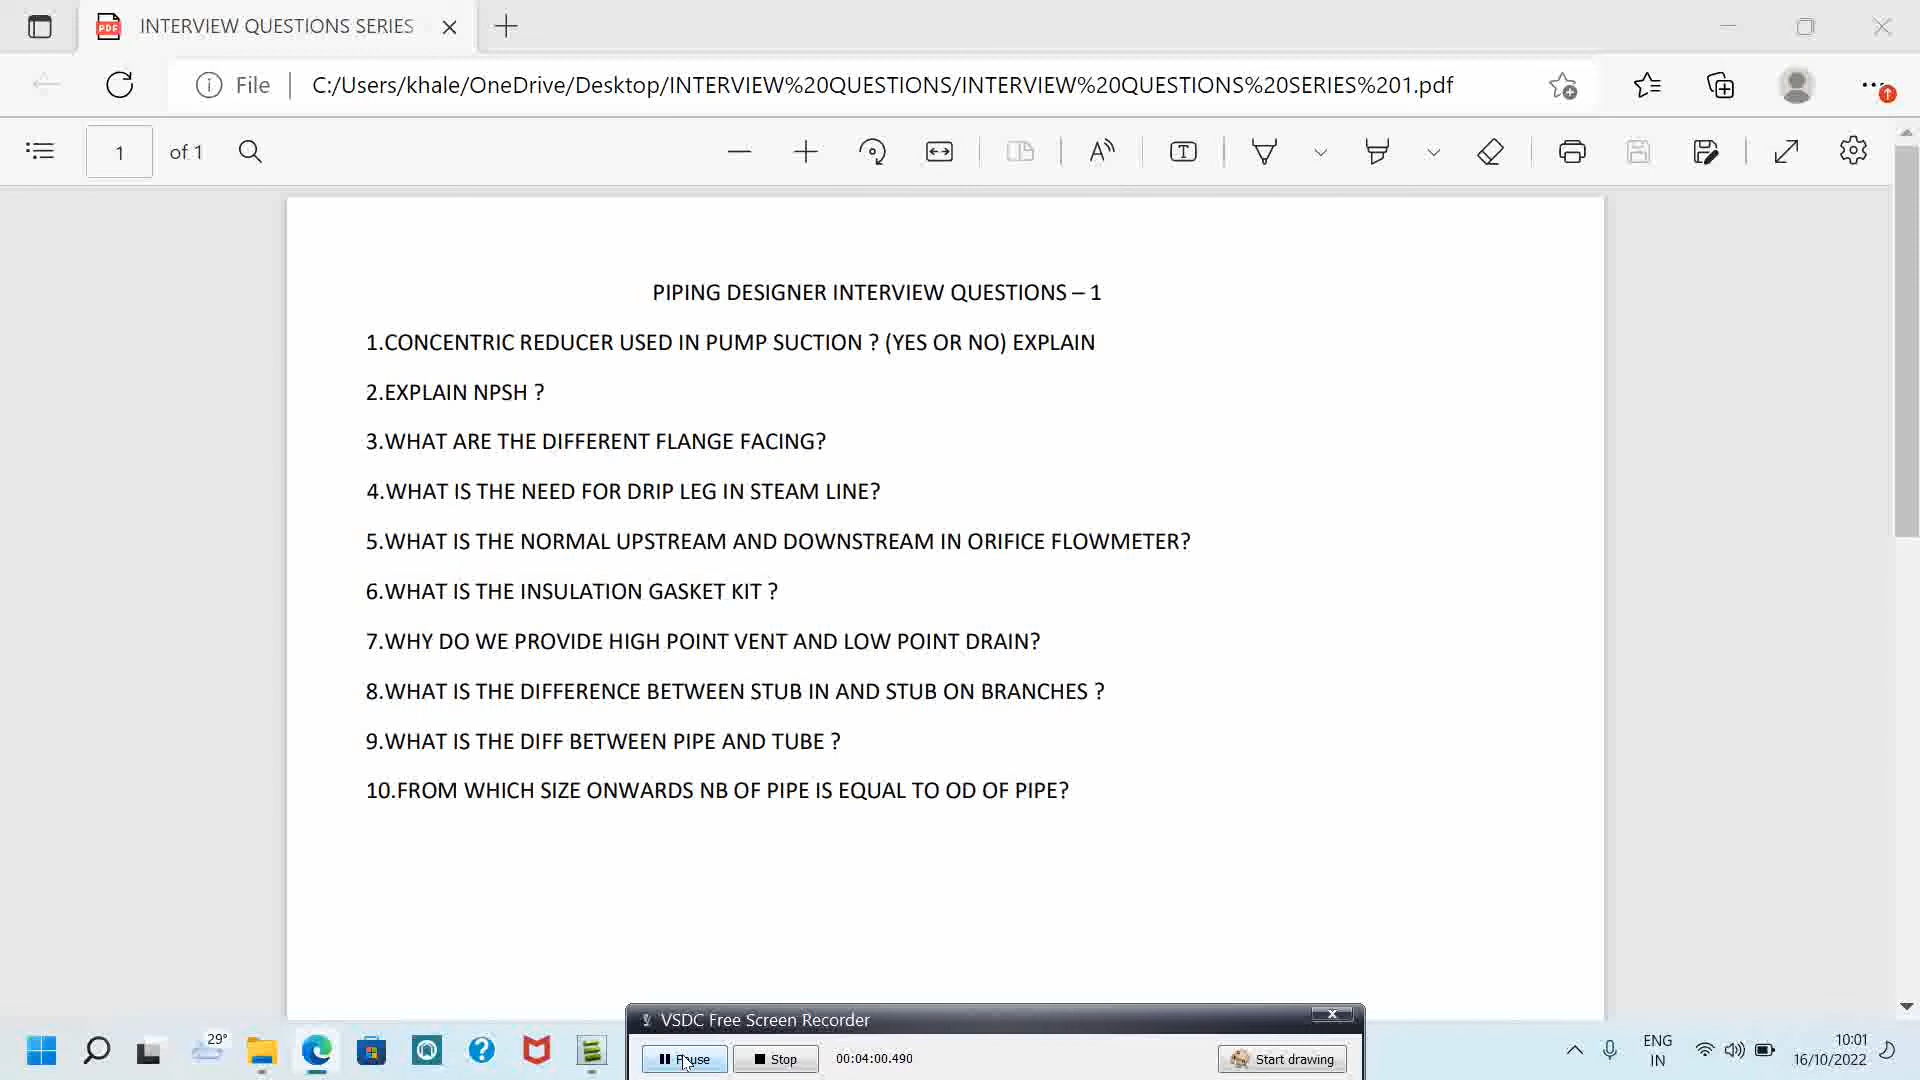 INTERVIEW QUESTIONS SERIES
File
C:/Users/khale/OneDrive/Desktop/INTERVIEW%20QUESTIONS/INTERVIEW%20QUESTIONS%20SERIES%201.pdf
1 of 1
PIPING DESIGNER INTERVIEW QUESTIONS – 1
1.CONCENTRIC REDUCER USED IN PUMP SUCTION ? (YES OR NO) EXPLAIN
2.EXPLAIN NPSH ?
3.WHAT ARE THE DIFFERENT FLANGE FACING?
4.WHAT IS THE NEED FOR DRIP LEG IN STEAM LINE?
5.WHAT IS THE NORMAL UPSTREAM AND DOWNSTREAM IN ORIFICE FLOWMETER?
6.WHAT IS THE INSULATION GASKET KIT ?
7.WHY DO WE PROVIDE HIGH POINT VENT AND LOW POINT DRAIN?
8.WHAT IS THE DIFFERENCE BETWEEN STUB IN AND STUB ON BRANCHES ?
9.WHAT IS THE DIFF BETWEEN PIPE AND TUBE ?
10.FROM WHICH SIZE ONWARDS NB OF PIPE IS EQUAL TO OD OF PIPE?
VSDC Free Screen Recorder
Pause Stop 00:04:00.490 Start drawing
29°
ENG
IN
10:01
16/10/2022